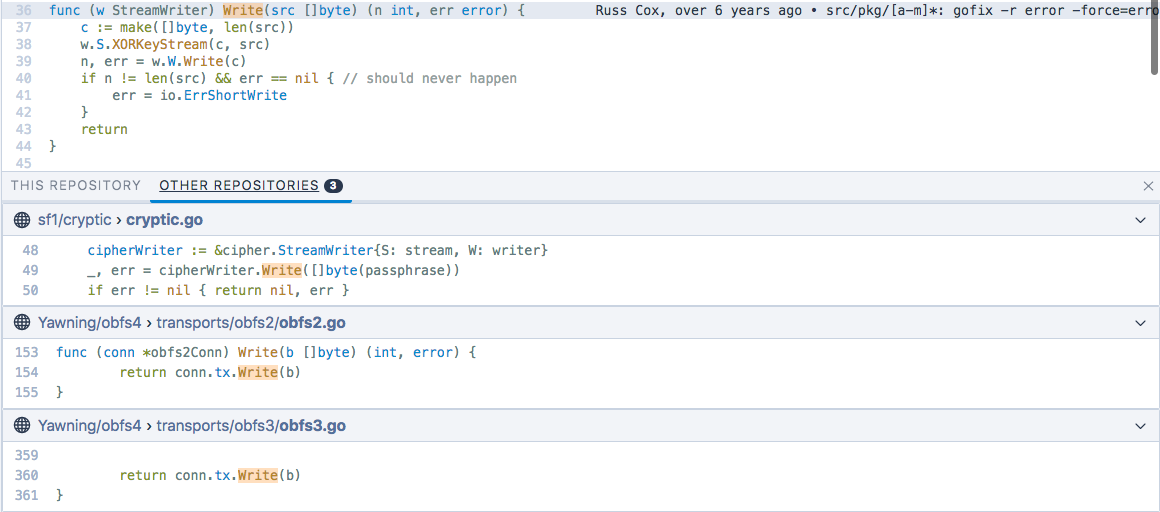 36 func (w StreamWriter) Write(src []byte) (n int, err error) { Russ Cox, over 6 years ago • src/pkg/[a-m]*: gofix -r error -force=erro
37 c := make([]byte, len(src))
38 w.S.XORKeyStream(c, src)
39 n, err = w.W.Write(c)
40 if n != len(src) && err == nil { // should never happen
41 err = io.ErrShortWrite
42 }
43 return
44 }
45
THIS REPOSITORY OTHER REPOSITORIES 3
sf1/cryptic › cryptic.go
48 cipherWriter := &cipher.StreamWriter{S: stream, W: writer}
49 _, err = cipherWriter.Write([]byte(passphrase))
50 if err != nil { return nil, err }
Yawning/obfs4 › transports/obfs2/obfs2.go
153 func (conn *obfs2Conn) Write(b []byte) (int, error) {
154 return conn.tx.Write(b)
155 }
Yawning/obfs4 › transports/obfs3/obfs3.go
359
360 return conn.tx.Write(b)
361 }